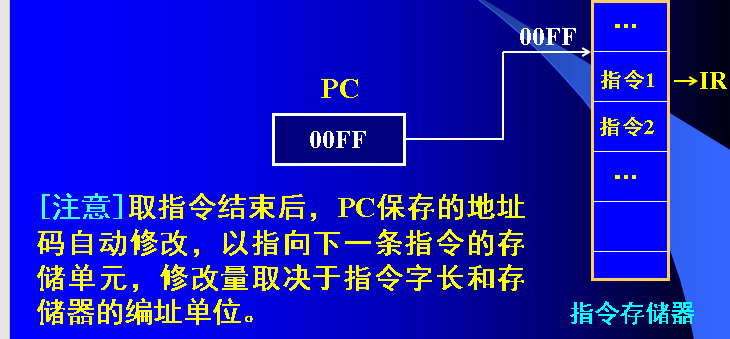 00FF
…
PC
指令1
→IR
00FF
指令2
…
[注意]取指令结束后，PC保存的地址
码自动修改，以指向下一条指令的存
储单元，修改量取决于指令字长和存
储器的编址单位。
指令存储器